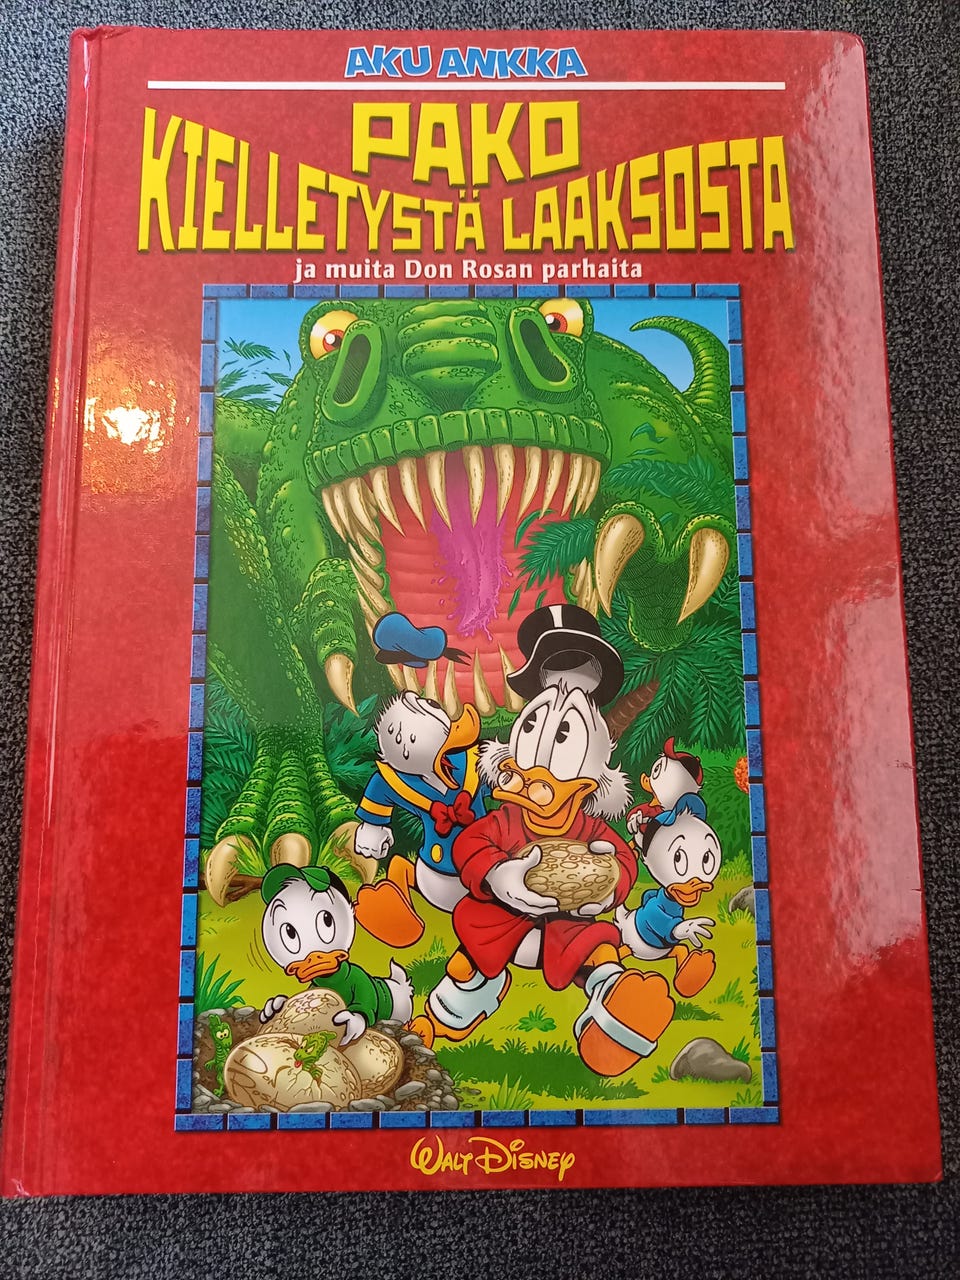 AKU ANKKA
PAKO
KIELLETYSTÄ LAAKSOSTA
ja muita Don Rosan parhaita
WALT DISNEY